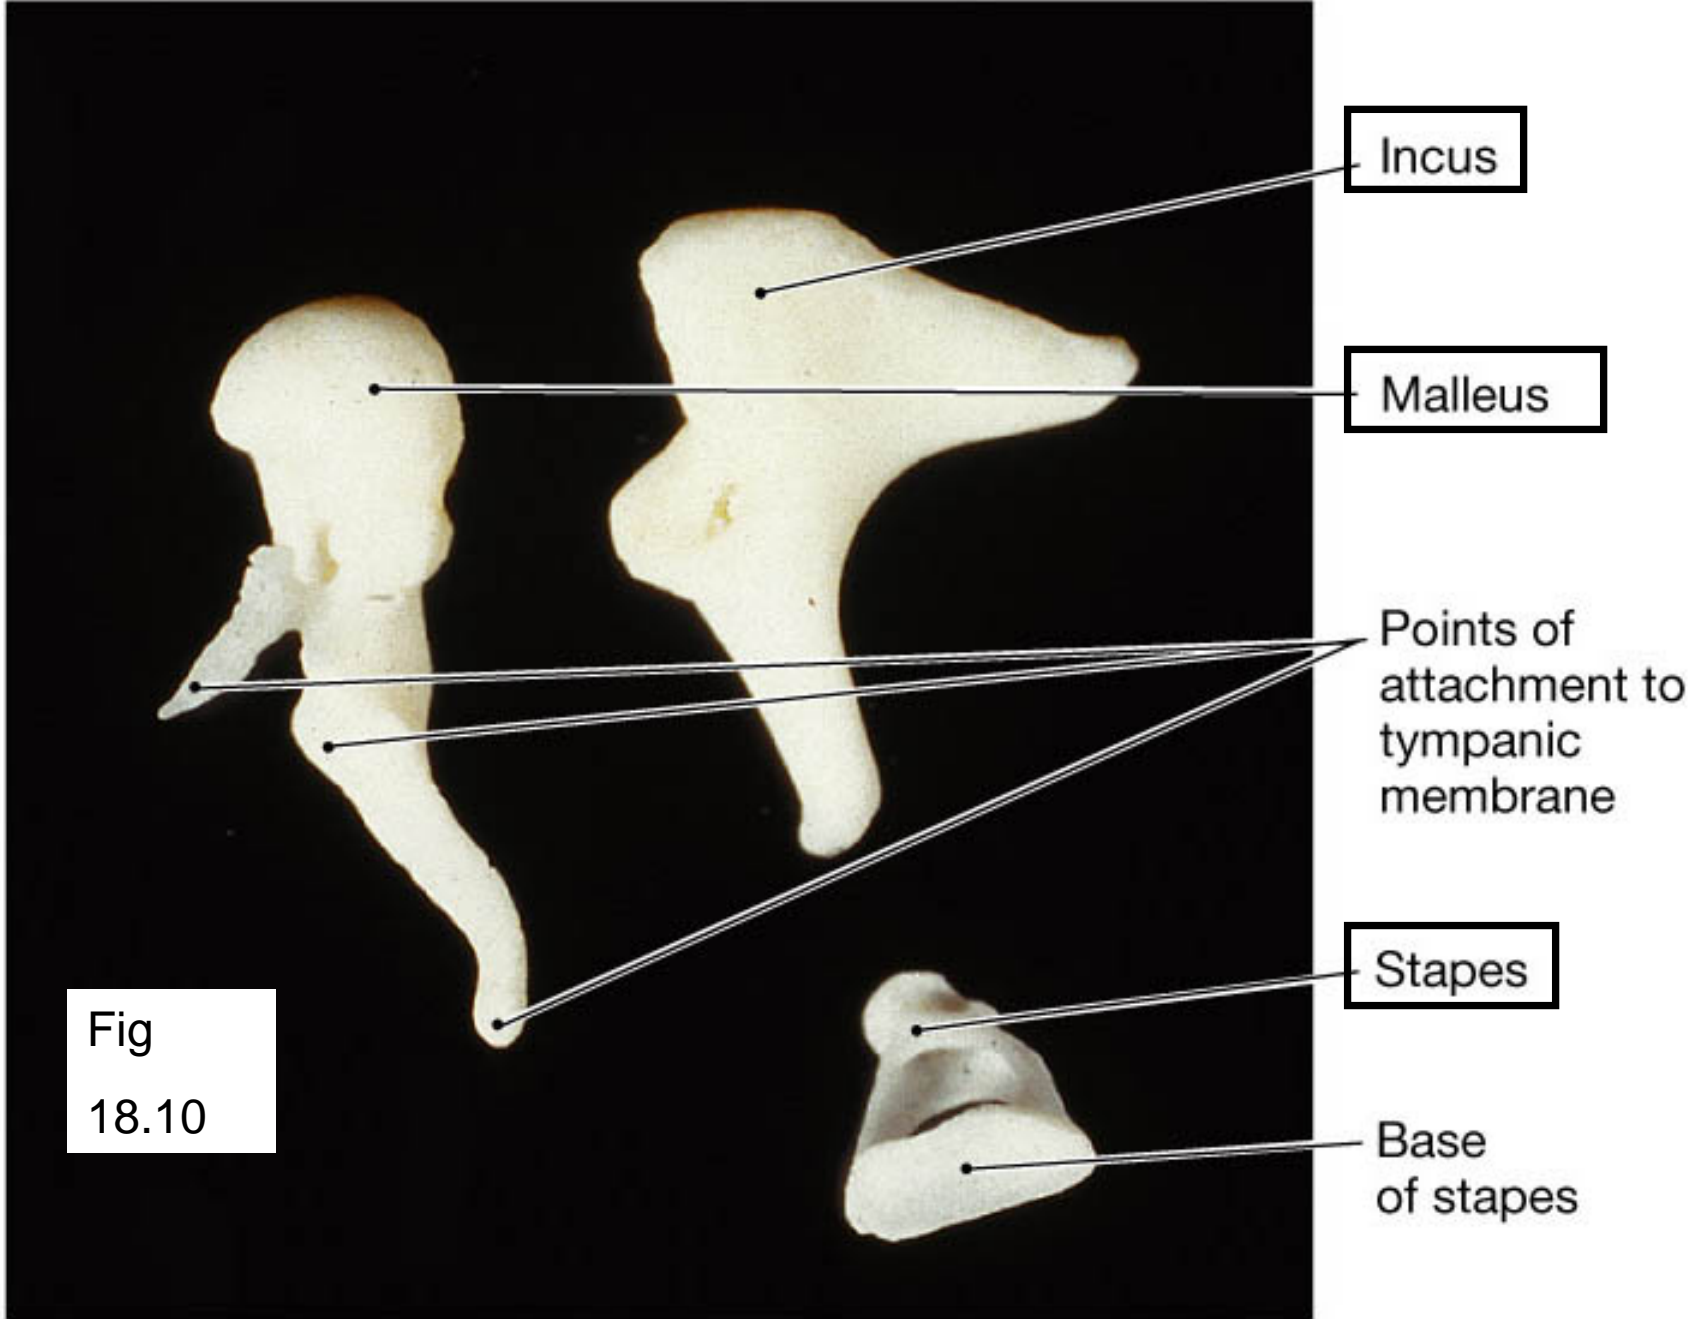 Incus
Malleus
Points of
attachment to
tympanic
membrane
Stapes
Base
of stapes
Fig
18.10